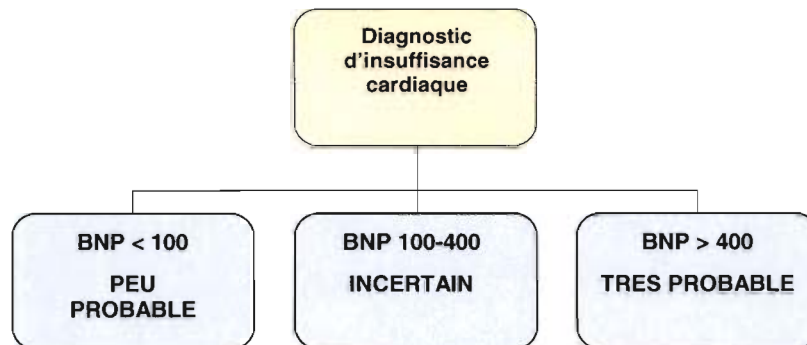 Diagnostic
d'insuffisance
cardiaque
BNP < 100
PEU
PROBABLE
BNP 100-400
INCERTAIN
BNP > 400
TRES PROBABLE